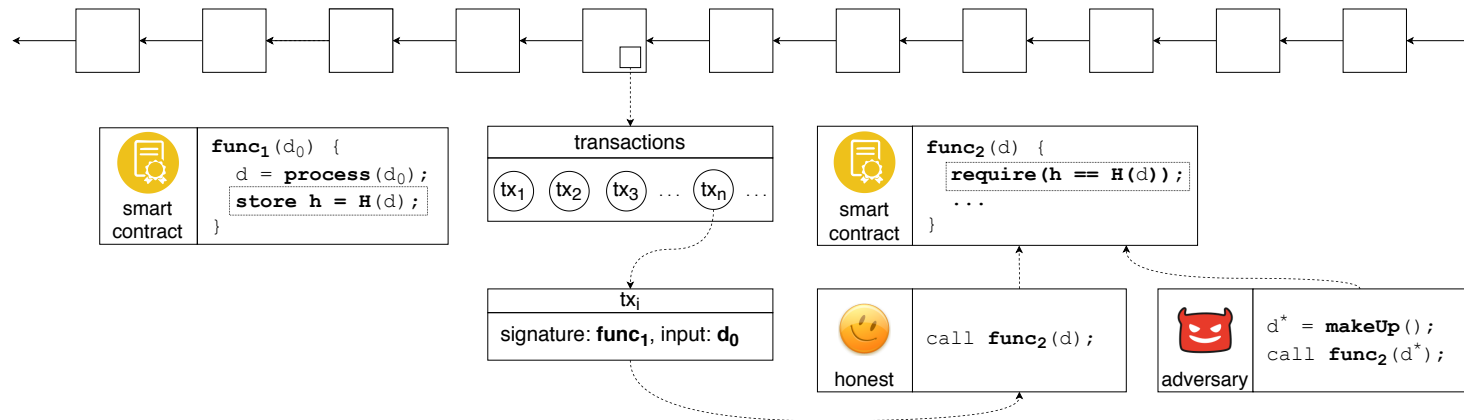 func₁(d₀) {
d = process(d₀);
store h = H(d);
}
smart
contract
transactions
tx₁ tx₂ tx₃ ... txₙ ...
func₂(d) {
require(h == H(d));
...
}
smart
contract
txᵢ
signature: func₁, input: d₀
call func₂(d);
honest
d* = makeUp();
call func₂(d*);
adversary